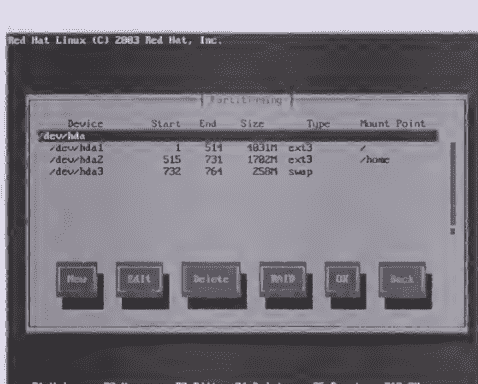 Red Hat Linux (C) 2003 Red Hat, Inc.
Partitioning
Device Start End Size Type Mount Point
/dev/hda
/dev/hda1 1 514 4031M ext3 /
/dev/hda2 515 731 1702M ext3 /home
/dev/hda3 732 764 258M swap
New Edit Delete RAID OK Back